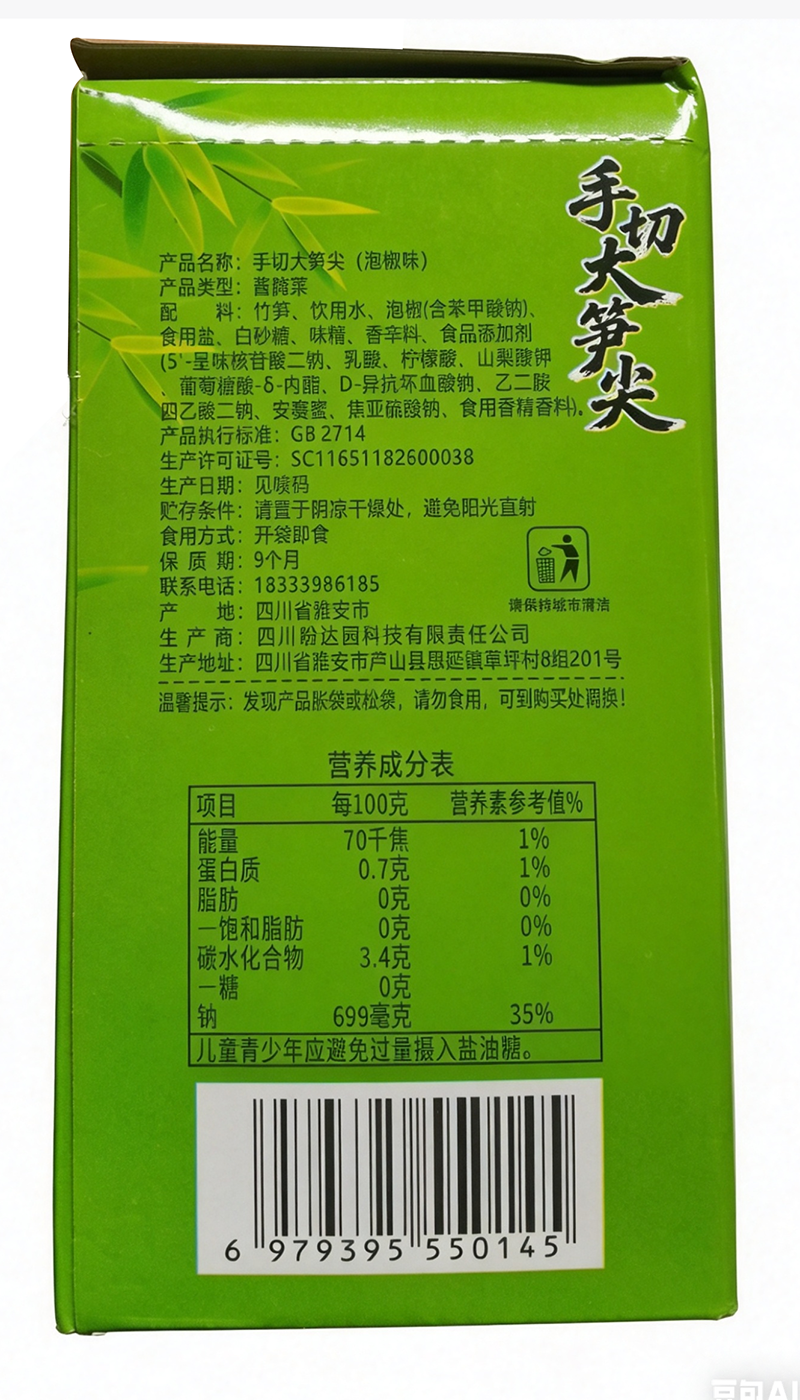 手切大笋尖
产品名称：手切大笋尖（泡椒味）
产品类型：酱腌菜
配　　料：竹笋、饮用水、泡椒(含苯甲酸钠)、
食用盐、白砂糖、味精、香辛料、食品添加剂
(5'-呈味核苷酸二钠、乳酸、柠檬酸、山梨酸钾
、葡萄糖酸-δ-内酯、D-异抗坏血酸钠、乙二胺
四乙酸二钠、安赛蜜、焦亚硫酸钠、食用香精香料)。
产品执行标准：GB 2714
生产许可证号：SC11651182600038
生产日期：见喷码
贮存条件：请置于阴凉干燥处，避免阳光直射
食用方式：开袋即食
保 质 期：9个月
联系电话：18333986185
产　　地：四川省雅安市
生 产 商：四川盼达园科技有限责任公司
生产地址：四川省雅安市芦山县思延镇草坪村8组201号
请保持城市清洁
温馨提示：发现产品胀袋或松袋，请勿食用，可到购买处调换！
营养成分表
项目 每100克 营养素参考值%
能量 70千焦 1%
蛋白质 0.7克 1%
脂肪 0克 0%
—饱和脂肪 0克 0%
碳水化合物 3.4克 1%
—糖 0克
钠 699毫克 35%
儿童青少年应避免过量摄入盐油糖。
6 979395 550145